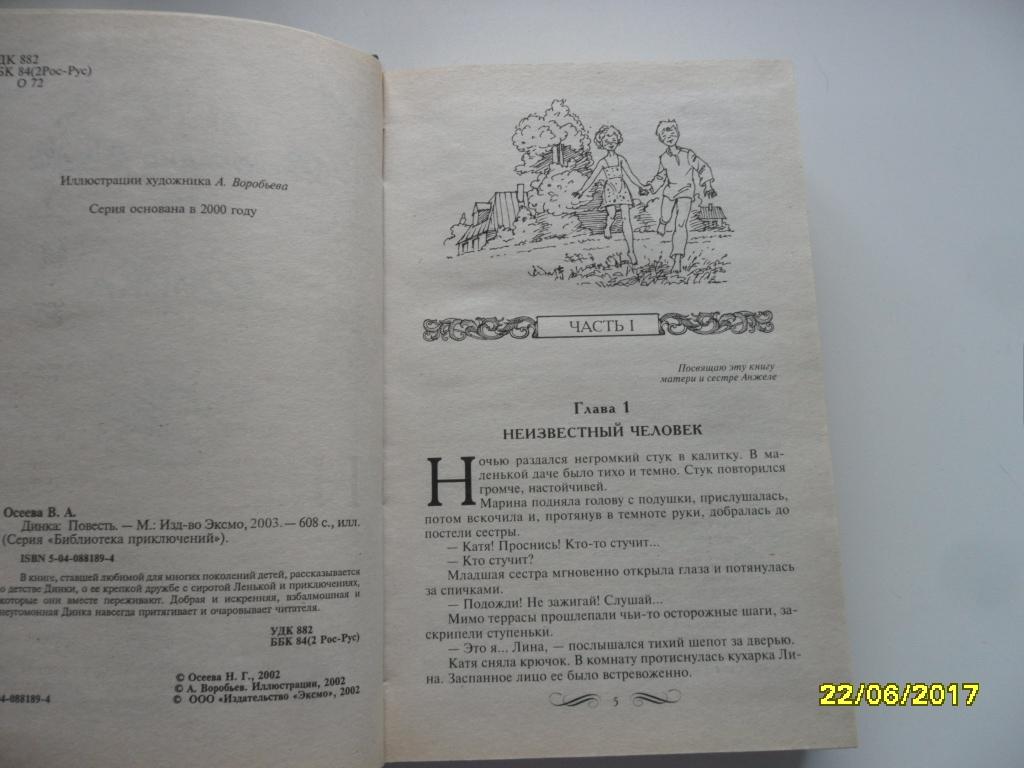 УДК 882
ББК 84(2Рос-Рус)
О 72
Иллюстрации художника А. Воробьева
Серия основана в 2000 году
Осеева В. А.
Динка: Повесть. — М.: Изд-во Эксмо, 2003. — 608 с., илл.
(Серия «Библиотека приключений»).
ISBN 5-04-088189-4
В книге, ставшей любимой для многих поколений детей, рассказывается
о детстве Динки, о ее крепкой дружбе с сиротой Ленькой и приключениях,
которые они вместе переживают. Добрая и искренняя, взбалмошная и
неугомонная Динка навсегда притягивает и очаровывает читателя.
УДК 882
ББК 84(2 Рос-Рус)
© Осеева Н. Г., 2002
© А. Воробьев. Иллюстрации, 2002
© ООО «Издательство «Эксмо», 2002
-04-088189-4
ЧАСТЬ I
Посвящаю эту книгу
матери и сестре Анжеле
Глава 1
НЕИЗВЕСТНЫЙ ЧЕЛОВЕК
Ночью раздался негромкий стук в калитку. В ма-
ленькой даче было тихо и темно. Стук повторился
громче, настойчивей.
Марина подняла голову с подушки, прислушалась,
потом вскочила и, протянув в темноте руки, добралась до
постели сестры.
— Катя! Проснись! Кто-то стучит...
— Кто стучит?
Младшая сестра мгновенно открыла глаза и потянулась
за спичками.
— Подожди! Не зажигай! Слушай...
Мимо террасы прошлепали чьи-то осторожные шаги, за-
скрипели ступеньки.
— Это я... Лина, — послышался тихий шепот за дверью.
Катя сняла крючок. В комнату протиснулась кухарка Ли-
на. Заспанное лицо ее было встревоженно.
5
22/06/2017